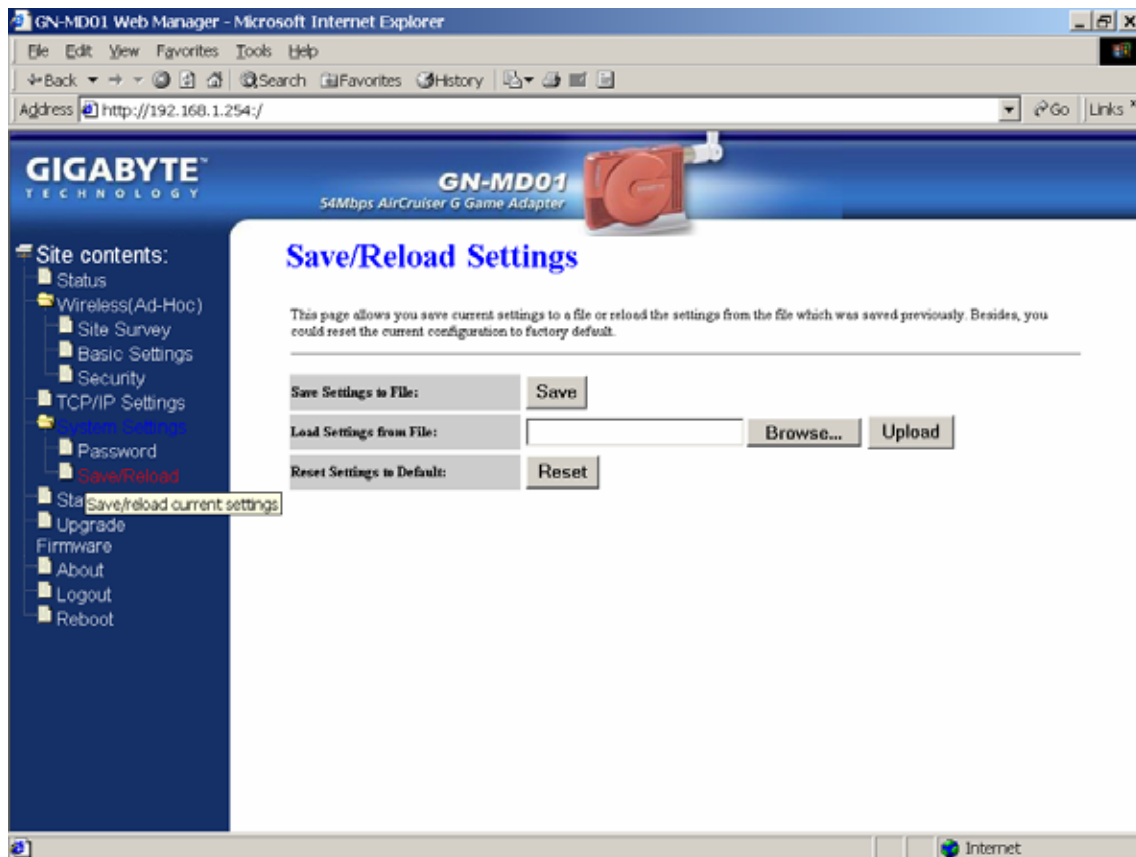 GN-MD01 Web Manager - Microsoft Internet Explorer
File Edit View Favorites Tools Help
Back Search Favorites History
Address http://192.168.1.254:/ Go Links
GIGABYTE™
TECHNOLOGY
GN-MD01
54Mbps AirCruiser G Game Adapter
Site contents:
Status
Wireless(Ad-Hoc)
Site Survey
Basic Settings
Security
TCP/IP Settings
System Settings
Password
Save/Reload
Save/reload current settings
Upgrade
Firmware
About
Logout
Reboot
Save/Reload Settings
This page allows you save current settings to a file or reload the settings from the file which was saved previously. Besides, you
could reset the current configuration to factory default.
Save Settings to File: Save
Load Settings from File: Browse... Upload
Reset Settings to Default: Reset
Internet